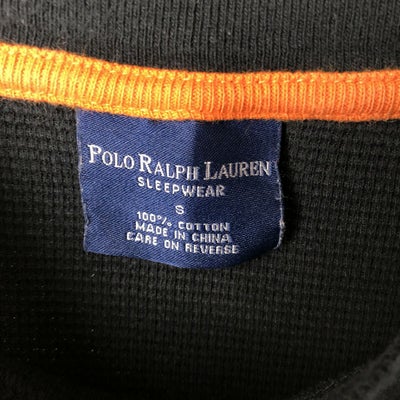 POLO RALPH LAUREN
SLEEPWEAR
S
100% COTTON
MADE IN CHINA
CARE ON REVERSE